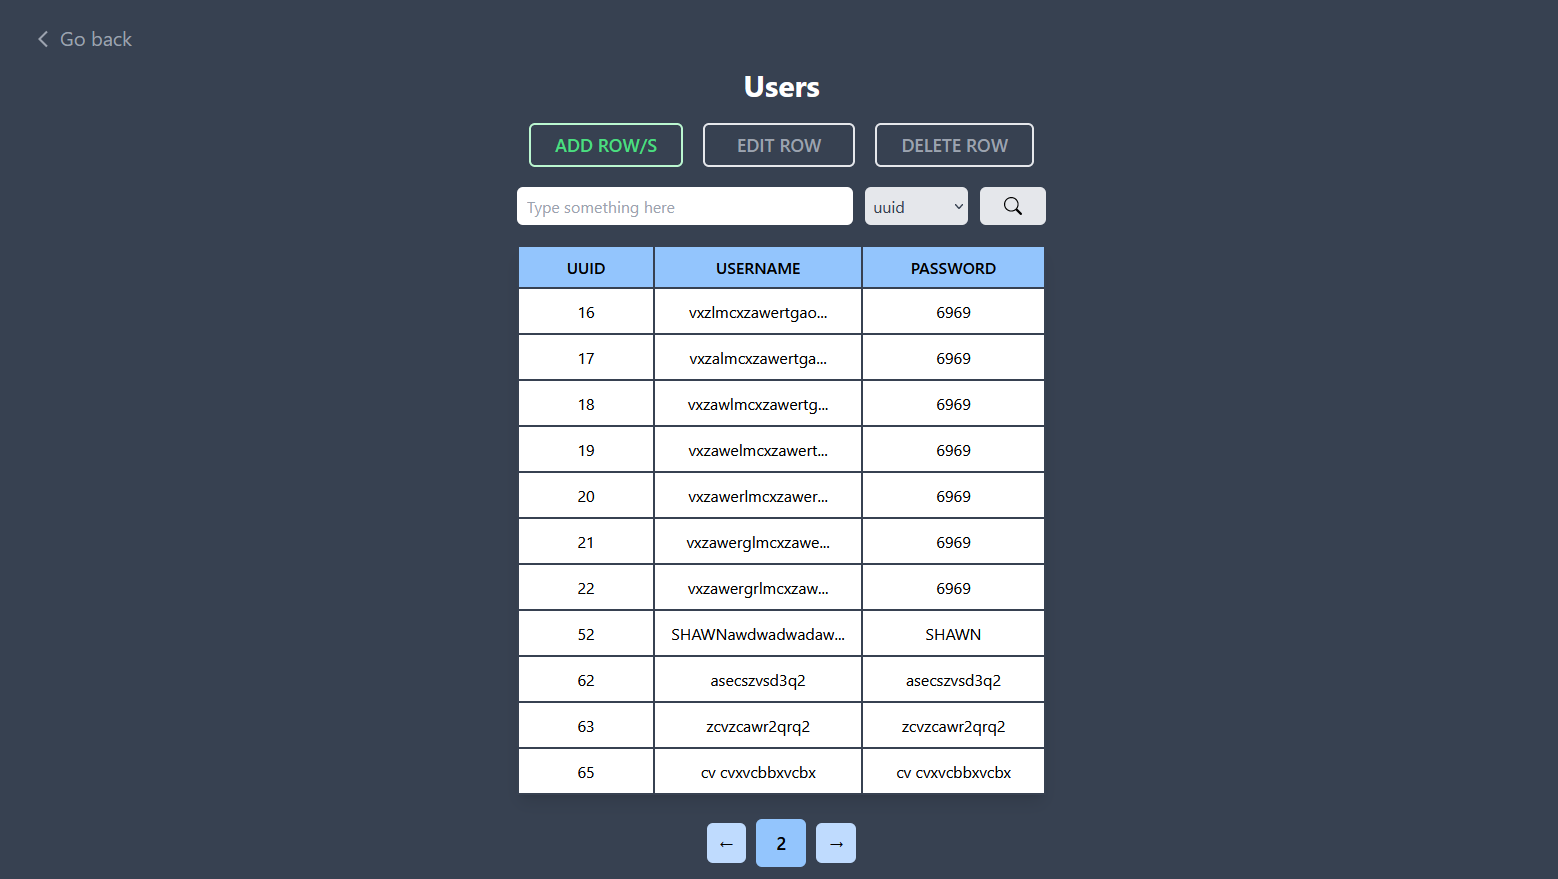 Go back
Users
ADD ROW/S EDIT ROW DELETE ROW
Type something here uuid
UUID USERNAME PASSWORD
16 vxzlmcxzawertgao... 6969
17 vxzalmcxzawertga... 6969
18 vxzawlmcxzawertg... 6969
19 vxzawelmcxzawert... 6969
20 vxzawerlmcxzawer... 6969
21 vxzawerglmcxzawe... 6969
22 vxzawergrlmcxzaw... 6969
52 SHAWNawdwadwadaw... SHAWN
62 asecszvsd3q2 asecszvsd3q2
63 zcvzcawr2qrq2 zcvzcawr2qrq2
65 cv cvxvcbbxvcbx cv cvxvcbbxvcbx
← 2 →